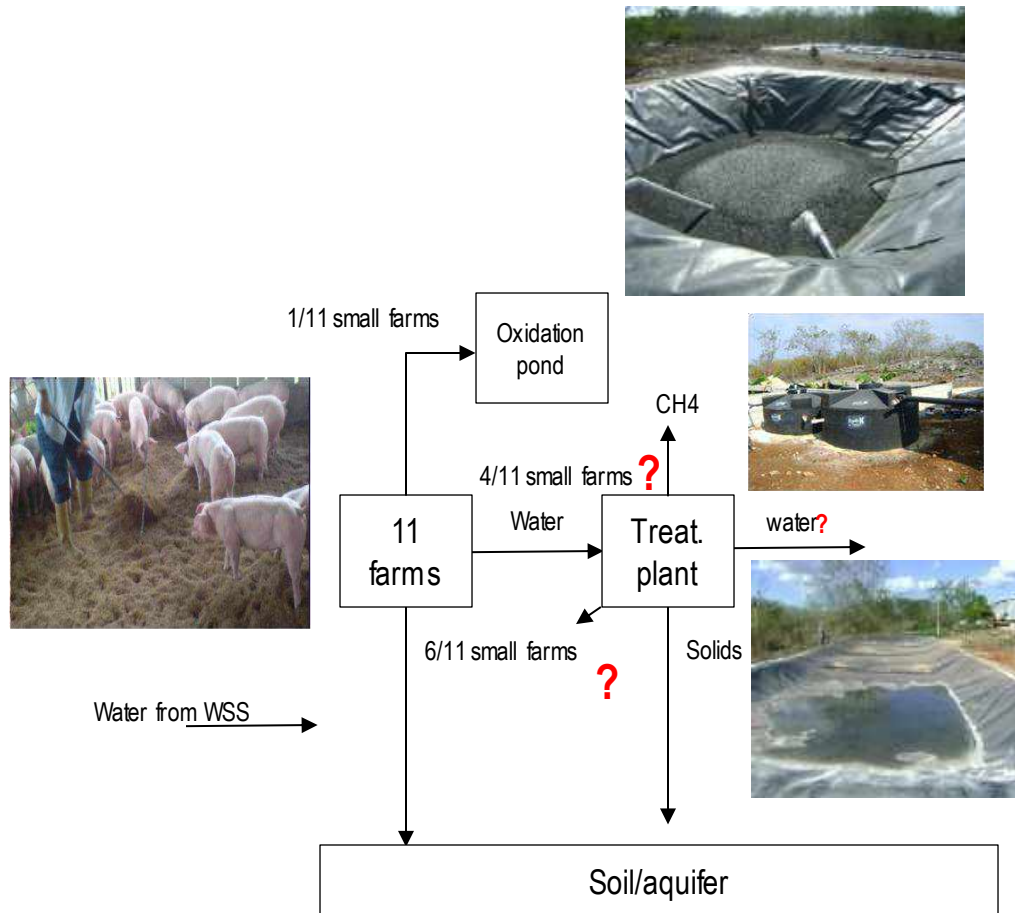 1/11 small farms
Oxidation
pond
CH4
4/11 small farms ?
Water
11
farms
Treat.
plant
water?
6/11 small farms
?
Solids
Water from WSS
Soil/aquifer